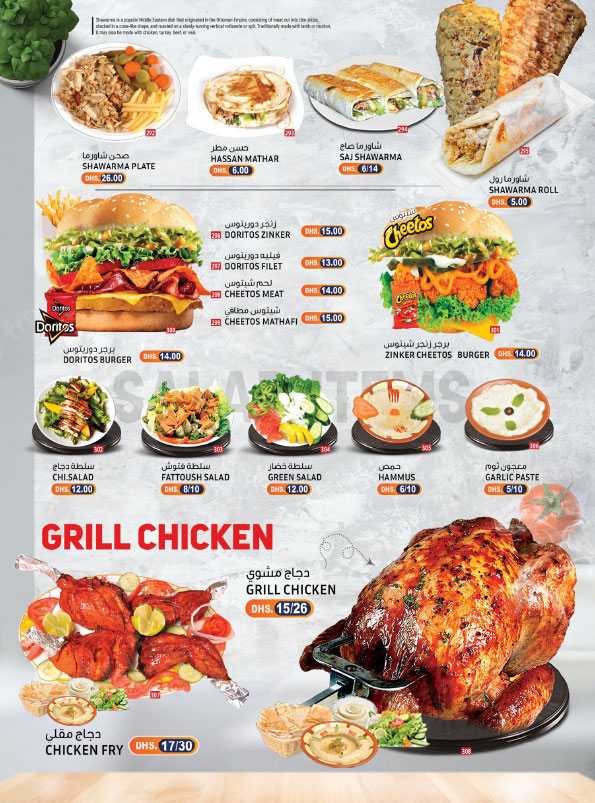 Shawarma is a popular Middle Eastern dish that originated in the Ottoman Empire, consisting of meat cut into thin slices,
stacked in a cone-like shape, and roasted on a slowly-turning vertical rotisserie or spit. Traditionally made with lamb or mutton,
it may also be made with chicken, turkey, beef, or veal.
292
صحن شاورما
SHAWARMA PLATE
DHS. 26.00
293
حسن مطر
HASSAN MATHAR
DHS. 6.00
294
شاورما صاج
SAJ SHAWARMA
DHS. 6/14
295
شاورما رول
SHAWARMA ROLL
DHS. 5.00
زنجر دوريتوس
296 DORITOS ZINKER DHS. 15.00
فيليه دوريتوس
297 DORITOS FILET DHS. 13.00
لحم شيتوس
298 CHEETOS MEAT DHS. 14.00
شيتوس مطافي
299 CHEETOS MATHAFI DHS. 15.00
Doritos
Doritos
300
برجر دوريتوس
DORITOS BURGER DHS. 14.00
شيتوس
Cheetos
Cheetos
301
برجر زنجر شيتوس
ZINKER CHEETOS BURGER DHS. 14.00
SALAD ITEMS
302
سلطة دجاج
CHI.SALAD
DHS. 12.00
303
سلطة فتوش
FATTOUSH SALAD
DHS. 8/10
304
سلطة خضار
GREEN SALAD
DHS. 12.00
305
حمص
HAMMUS
DHS. 6/10
306
معجون ثوم
GARLIC PASTE
DHS. 5/10
GRILL CHICKEN
دجاج مشوي
GRILL CHICKEN
DHS. 15/26
307
دجاج مقلي
CHICKEN FRY DHS. 17/30
308